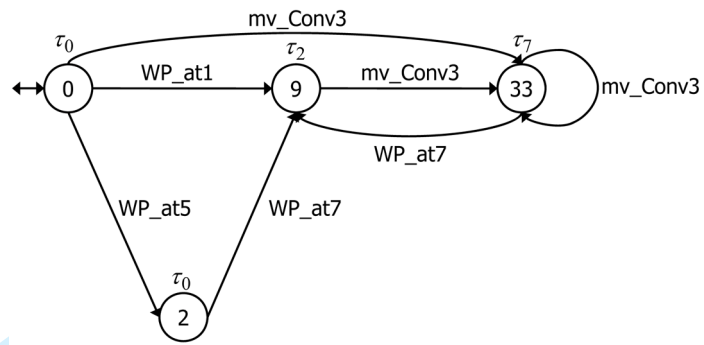 mv_Conv3
τ0
τ2
τ7
0
WP_at1
9
mv_Conv3
33
mv_Conv3
WP_at7
WP_at5
WP_at7
τ0
2